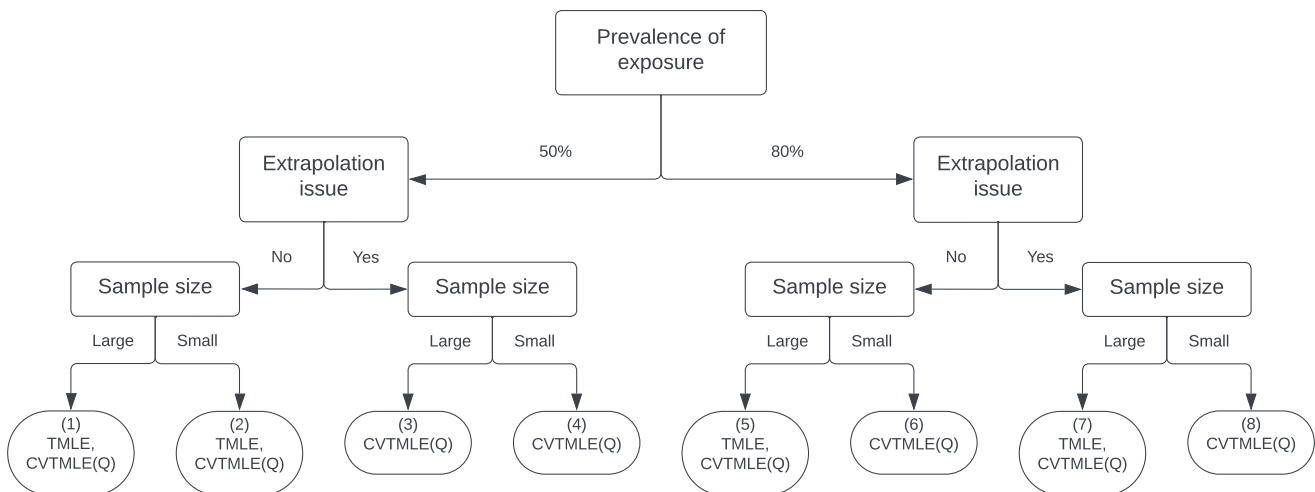 Prevalence of
exposure
50%
80%
Extrapolation
issue
Extrapolation
issue
No
Yes
No
Yes
Sample size
Sample size
Sample size
Sample size
Large
Small
Large
Small
Large
Small
Large
Small
(1)
TMLE,
CVTMLE(Q)
(2)
TMLE,
CVTMLE(Q)
(3)
CVTMLE(Q)
(4)
CVTMLE(Q)
(5)
TMLE,
CVTMLE(Q)
(6)
CVTMLE(Q)
(7)
TMLE,
CVTMLE(Q)
(8)
CVTMLE(Q)